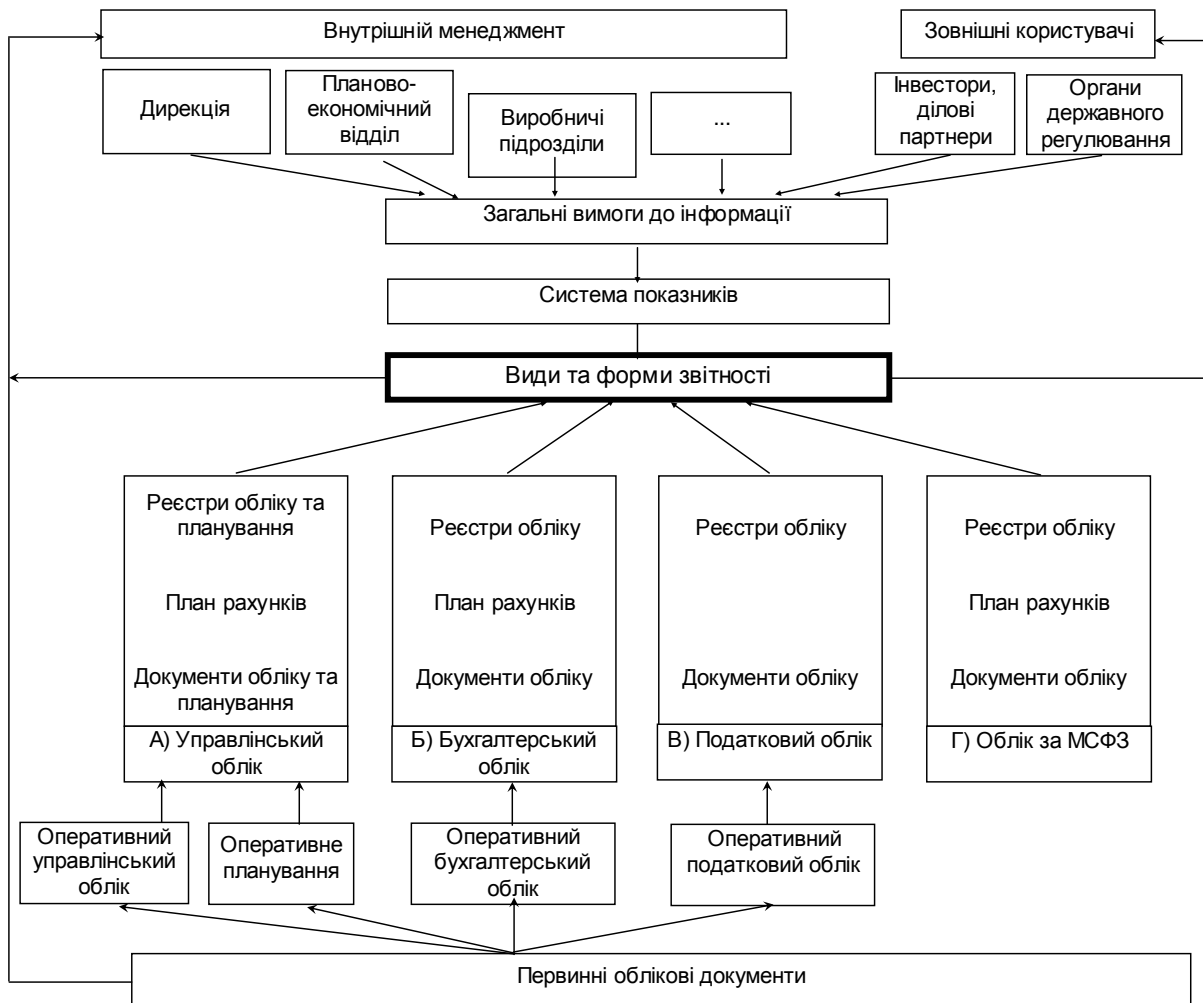 Внутрішній менеджмент
Зовнішні користувачі
Дирекція
Планово-
економічний
відділ
Виробничі
підрозділи
...
Інвестори,
ділові
партнери
Органи
державного
регулювання
Загальні вимоги до інформації
Система показників
Види та форми звітності
Реєстри обліку та
планування
План рахунків
Документи обліку та
планування
А) Управлінський
облік
Реєстри обліку
План рахунків
Документи обліку
Б) Бухгалтерський
облік
Реєстри обліку
Документи обліку
В) Податковий облік
Реєстри обліку
План рахунків
Документи обліку
Г) Облік за МСФЗ
Оперативний
управлінський
облік
Оперативне
планування
Оперативний
бухгалтерський
облік
Оперативний
податковий облік
Первинні облікові документи